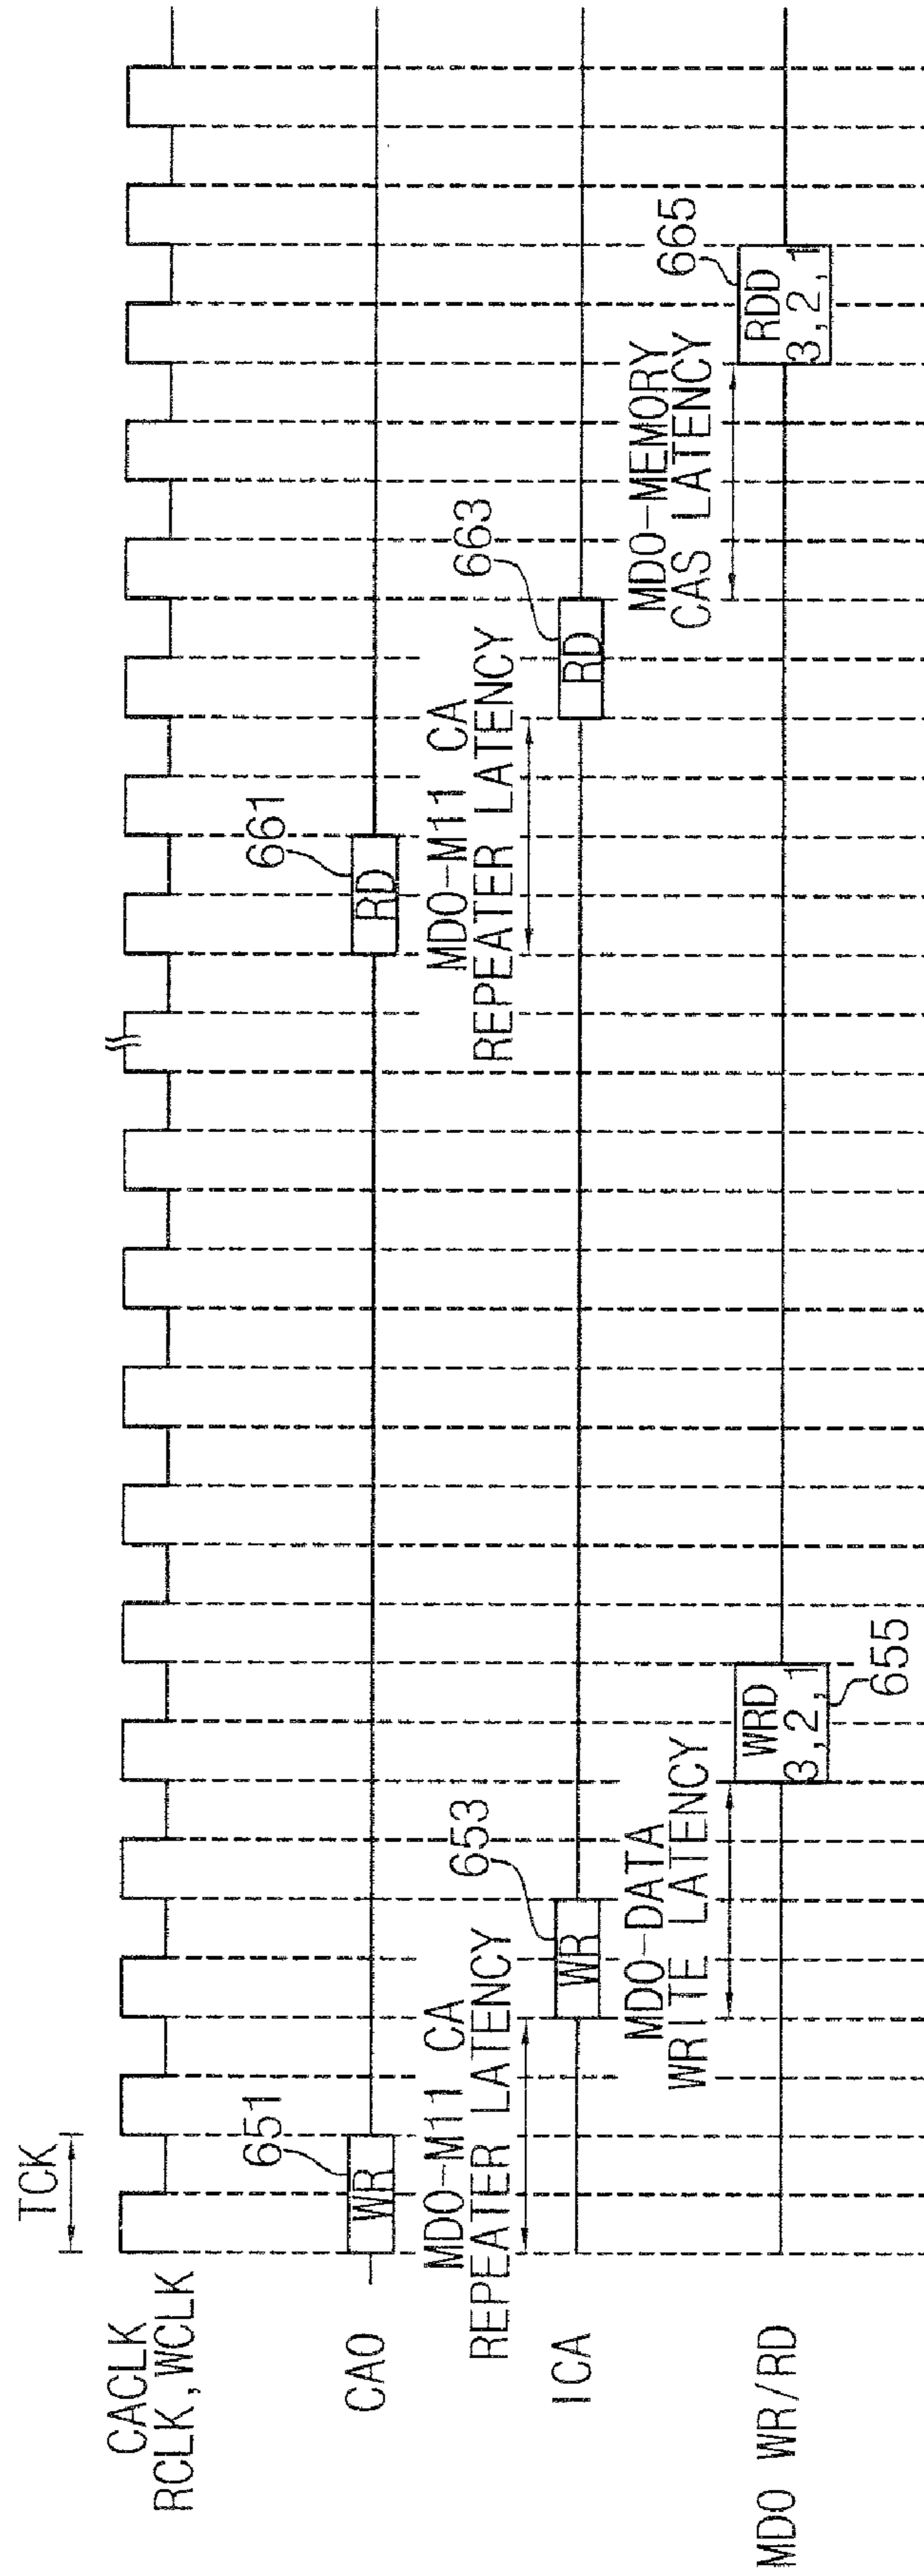 TCK
CACLK
RCLK,WCLK
CAO
651
WR
661
RD
MDO-M11 CA
REPEATER LATENCY
MDO-M11 CA
REPEATER LATENCY
ICA
653
WR
663
RD
MDO-DATA
WRITE LATENCY
MDO-MEMORY
CAS LATENCY
MDO WR/RD
WRD
3,2,1
655
RDD
3,2,1
665